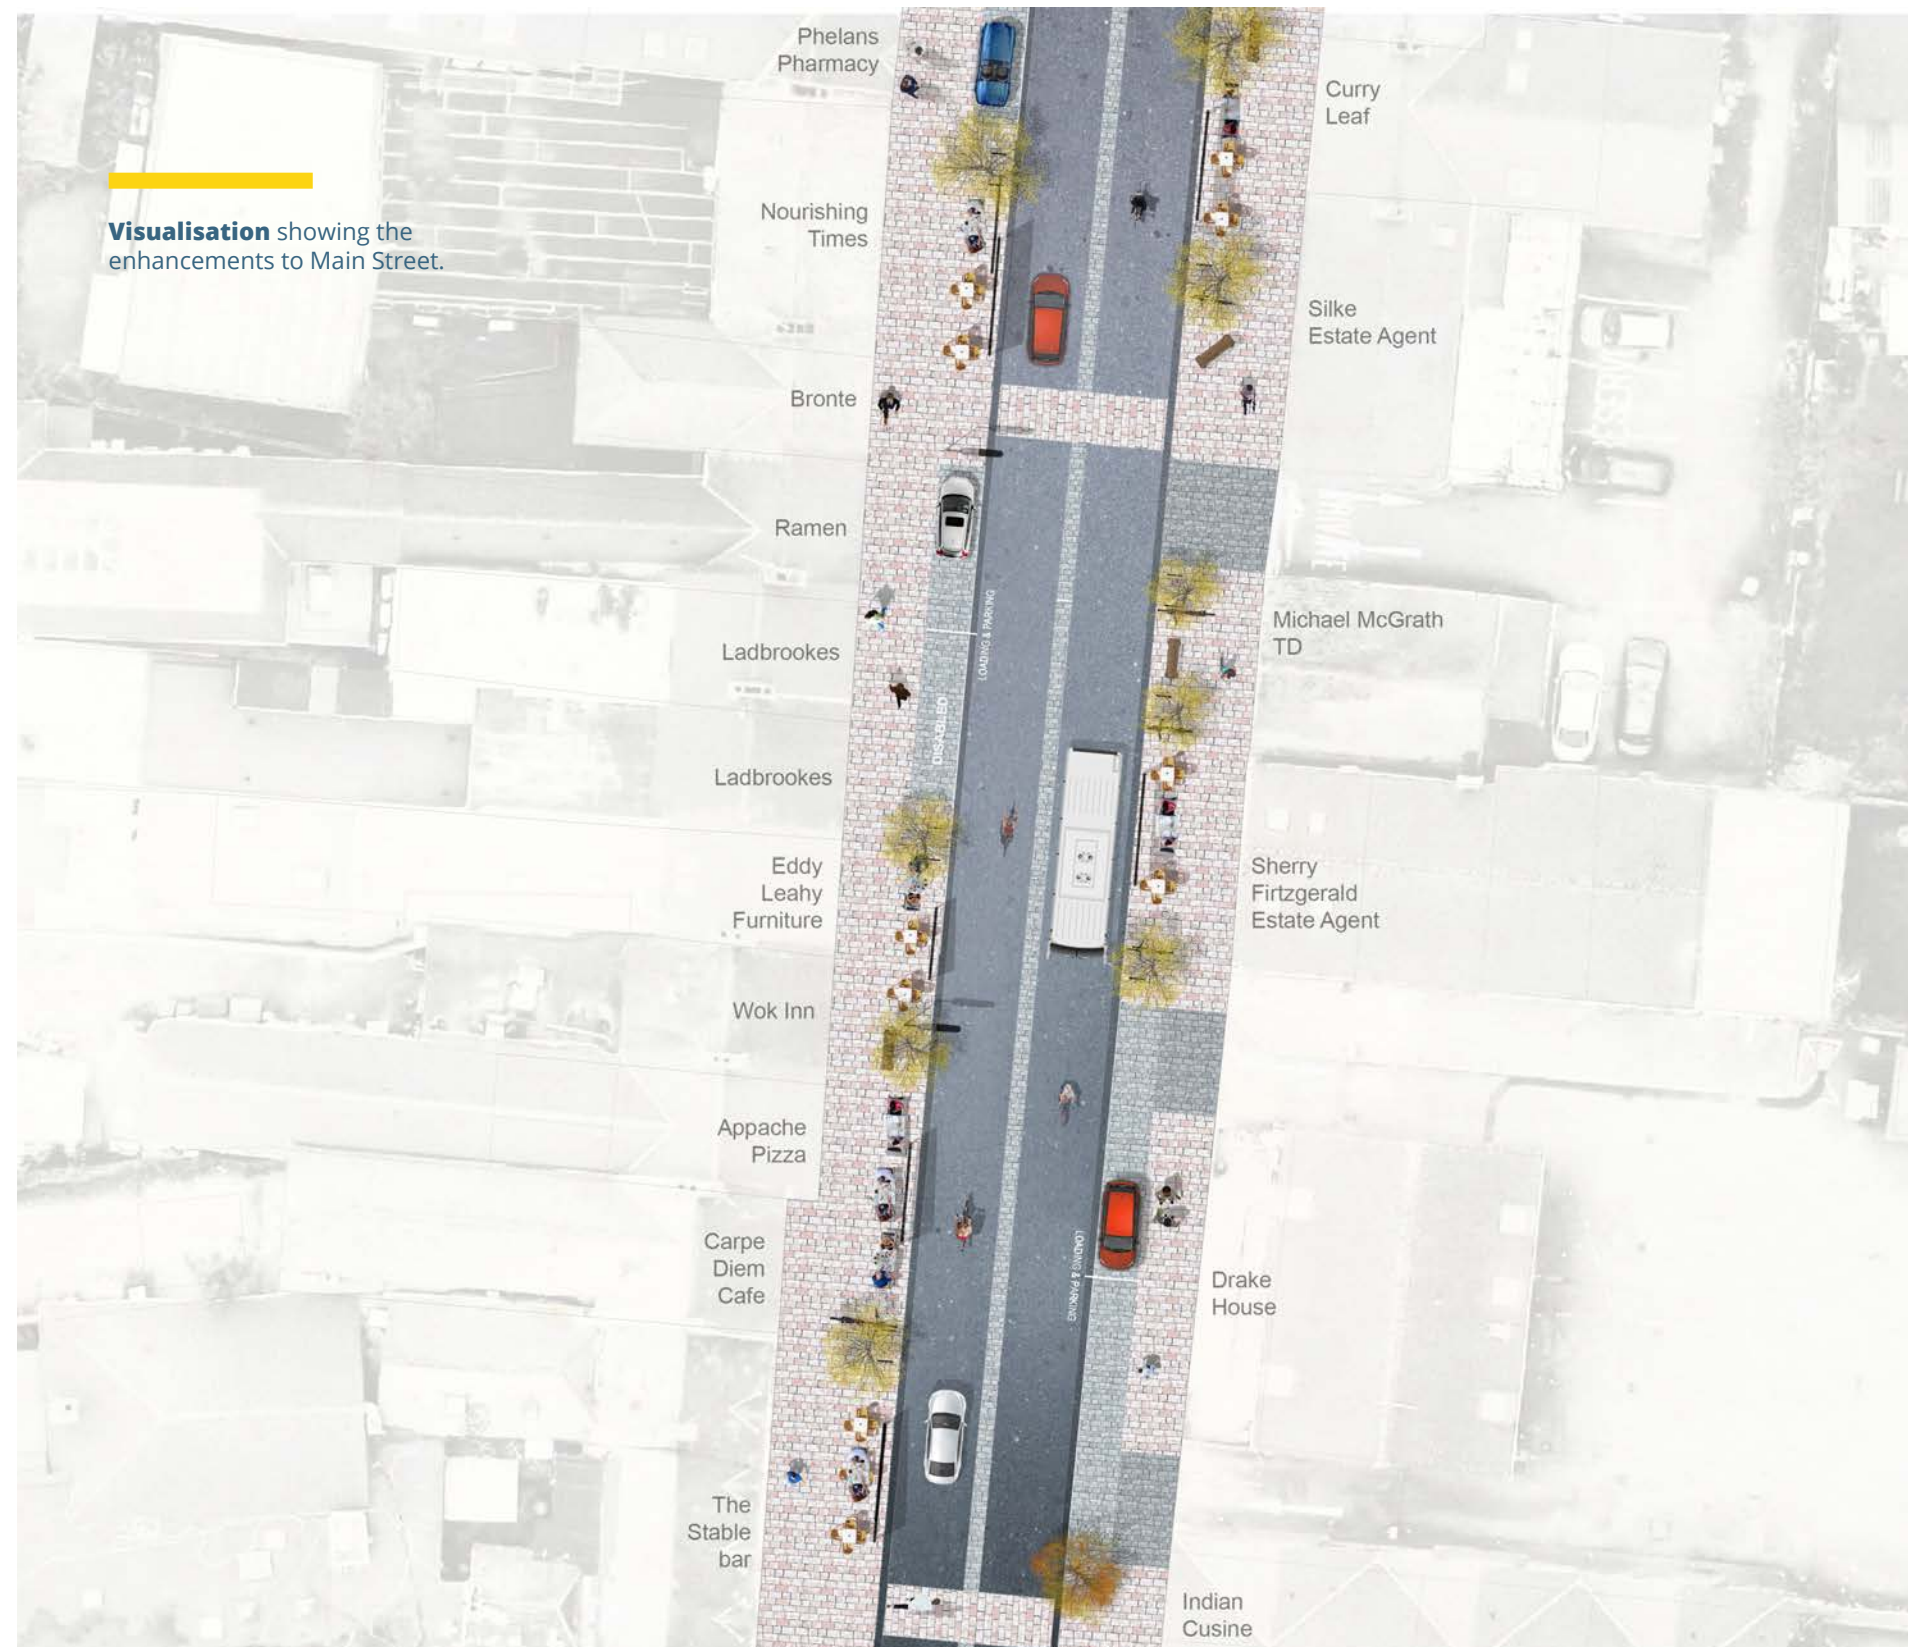 Phelans
Pharmacy
Curry
Leaf
Visualisation showing the
enhancements to Main Street.
Nourishing
Times
Silke
Estate Agent
Bronte
Ramen
LOADING & PARKING
Michael McGrath
TD
Ladbrookes
DISABLED
Ladbrookes
Eddy
Leahy
Furniture
Sherry
Firtzgerald
Estate Agent
Wok Inn
Appache
Pizza
Carpe
Diem
Cafe
LOADING & PARKING
Drake
House
The
Stable
bar
Indian
Cusine